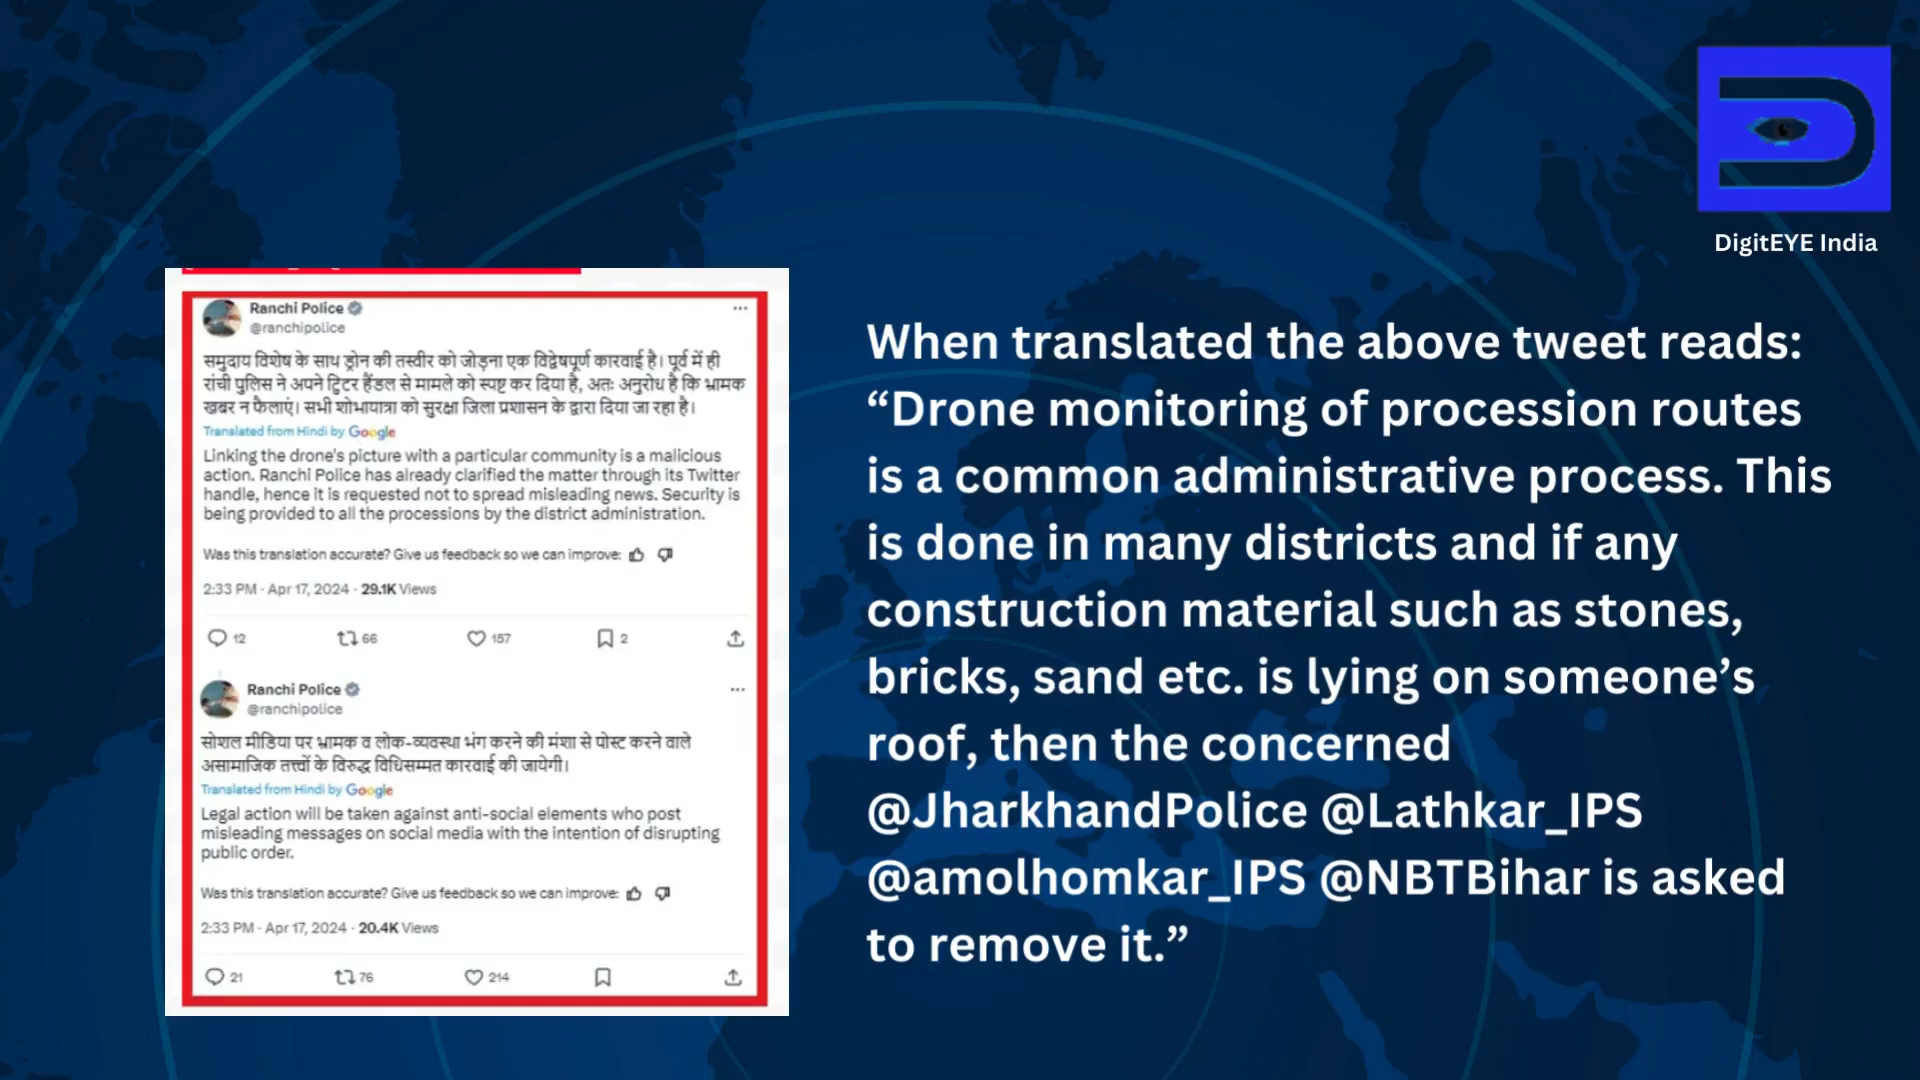 DigitEYE India
Ranchi Police
@ranchipolice
समुदाय विशेष के साथ ड्रोन की तस्वीर को जोड़ना एक विद्वेषपूर्ण कारवाई है। पूर्व में ही
रांची पुलिस ने अपने ट्विटर हैंडल से मामले को स्पष्ट कर दिया है, अतः अनुरोध है कि भ्रामक
खबर न फैलाएं। सभी शोभायात्रा को सुरक्षा जिला प्रशासन के द्वारा दिया जा रहा है।
Translated from Hindi by Google
Linking the drone's picture with a particular community is a malicious
action. Ranchi Police has already clarified the matter through its Twitter
handle, hence it is requested not to spread misleading news. Security is
being provided to all the processions by the district administration.
Was this translation accurate? Give us feedback so we can improve:
2:33 PM · Apr 17, 2024 · 29.1K Views
12 66 157 2
Ranchi Police
@ranchipolice
सोशल मीडिया पर भ्रामक व लोक-व्यवस्था भंग करने की मंशा से पोस्ट करने वाले
असामाजिक तत्त्वों के विरुद्ध विधिसम्मत कारवाई की जायेगी।
Translated from Hindi by Google
Legal action will be taken against anti-social elements who post
misleading messages on social media with the intention of disrupting
public order.
Was this translation accurate? Give us feedback so we can improve:
2:33 PM · Apr 17, 2024 · 20.4K Views
21 76 214
When translated the above tweet reads:
“Drone monitoring of procession routes
is a common administrative process. This
is done in many districts and if any
construction material such as stones,
bricks, sand etc. is lying on someone’s
roof, then the concerned
@JharkhandPolice @Lathkar_IPS
@amolhomkar_IPS @NBTBihar is asked
to remove it.”